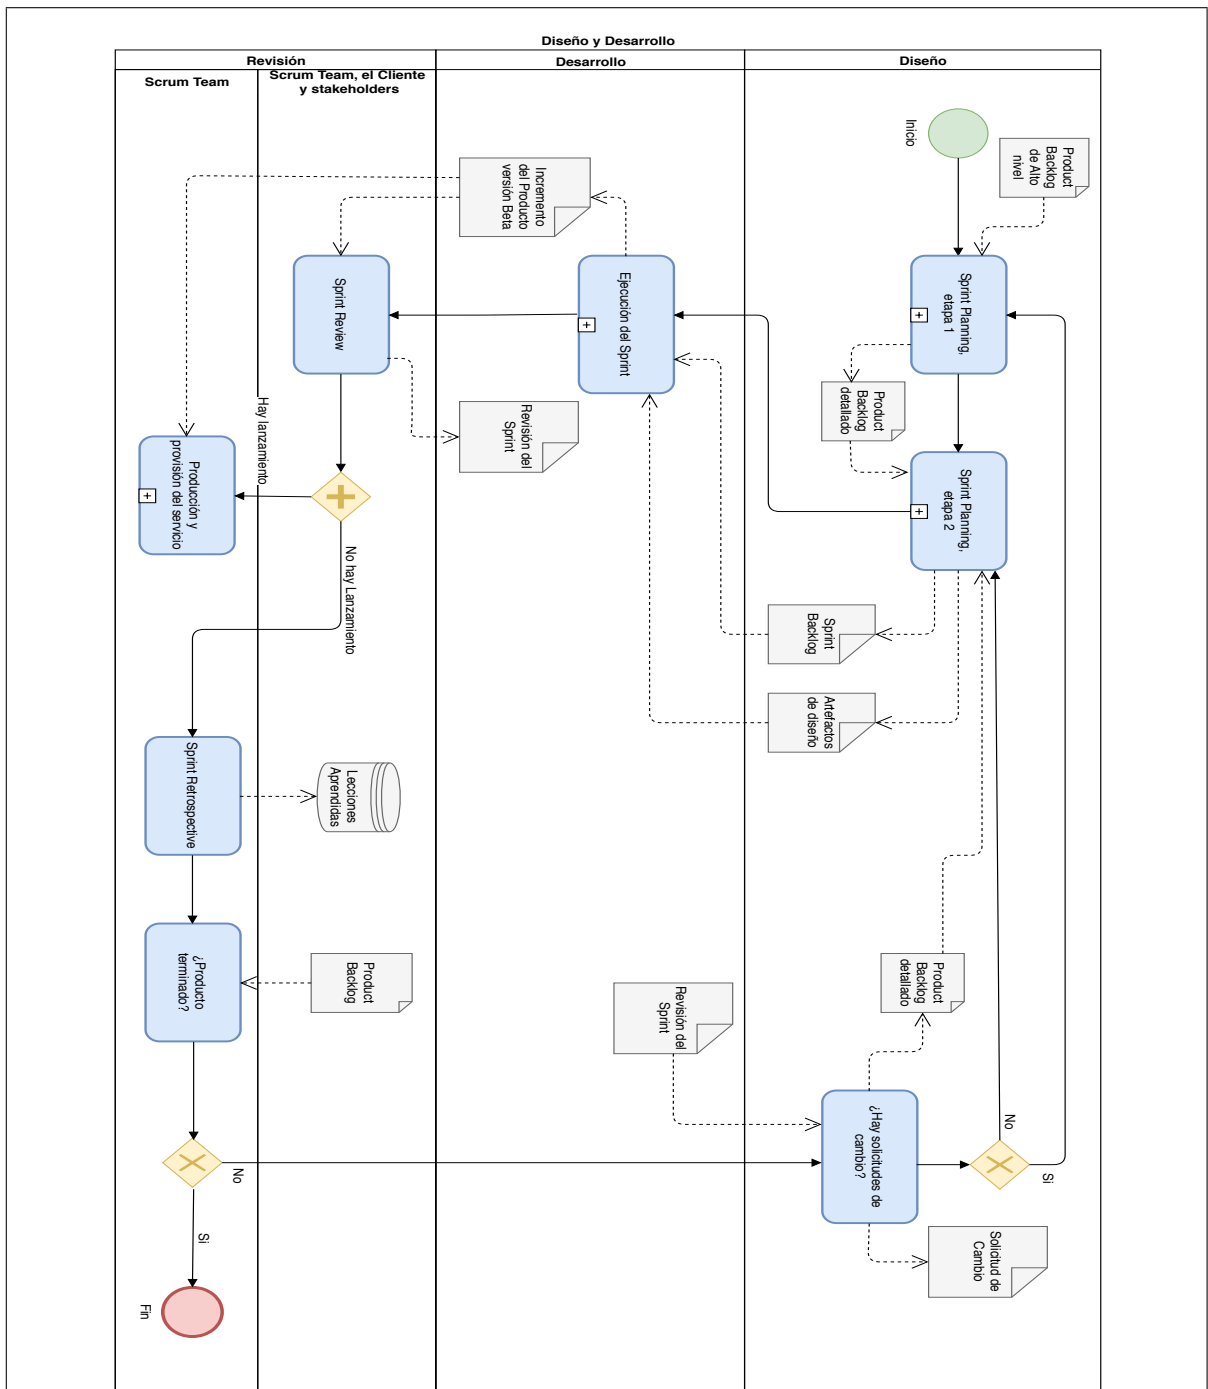 Diseño y Desarrollo
Revisión
Desarrollo
Diseño
Scrum Team
Scrum Team, el Cliente
y stakeholders
Inicio
Product
Backlog
de Alto
nivel
Sprint Planning,
etapa 1
Product
Backlog
detallado
Sprint Planning,
etapa 2
Sprint
Backlog
Artefactos
de diseño
Incremento
del Producto
versión Beta
Ejecución del Sprint
Sprint Review
Revisión del
Sprint
Hay lanzamiento
No hay Lanzamiento
Producción y
provisión del servicio
Sprint Retrospective
Lecciones
Aprendidas
¿Producto
terminado?
Product
Backlog
No
Si
Fin
Revisión del
Sprint
¿Hay solicitudes de
cambio?
Product
Backlog
detallado
Solicitud de
Cambio
No
Si